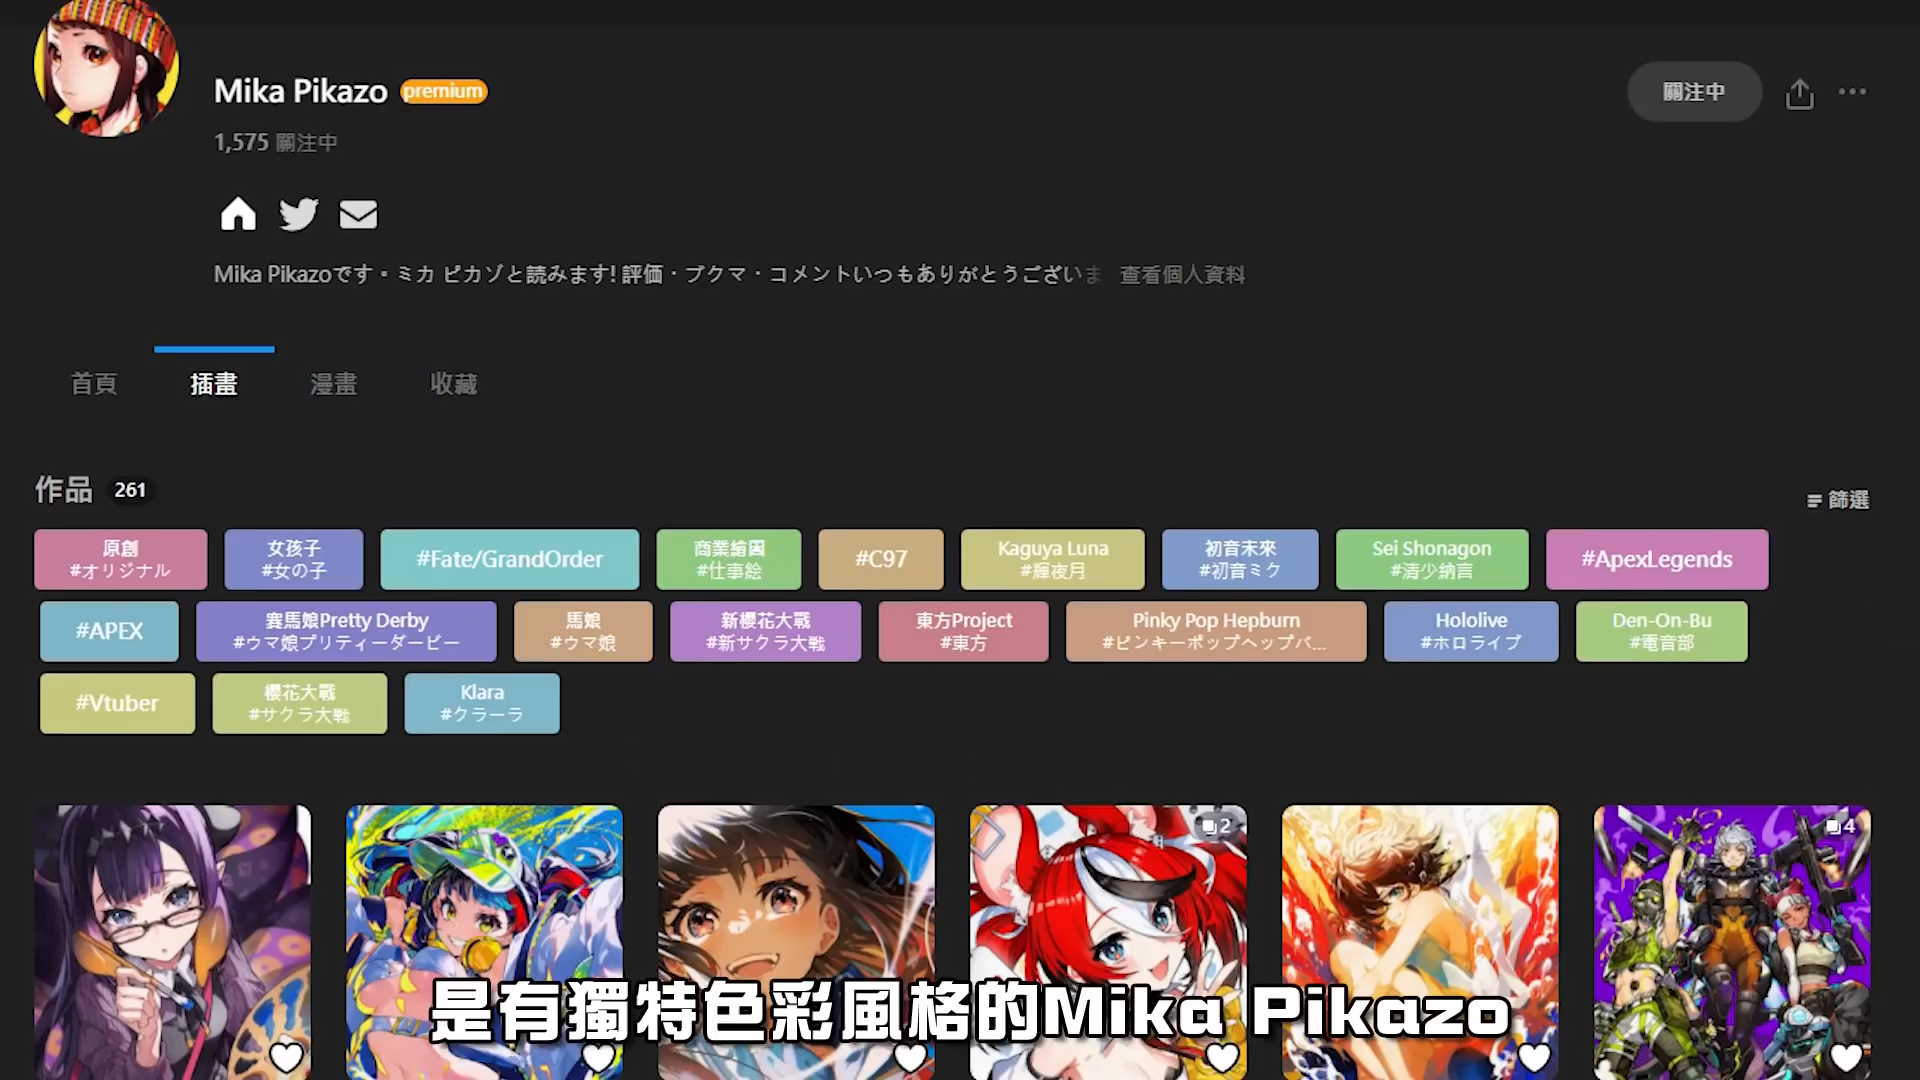 Mika Pikazo premium
關注中
1,575 關注中
Mika Pikazoです。ミカ ピカゾと読みます! 評価・ブクマ・コメントいつもありがとうございま 查看個人資料
首頁 插畫 漫畫 收藏
作品 261
篩選
原創
#オリジナル
女孩子
#女の子
#Fate/GrandOrder
商業繪圖
#仕事絵
#C97
Kaguya Luna
#輝夜月
初音未來
#初音ミク
Sei Shonagon
#清少納言
#ApexLegends
#APEX
賽馬娘Pretty Derby
#ウマ娘プリティーダービー
馬娘
#ウマ娘
新櫻花大戰
#新サクラ大戦
東方Project
#東方
Pinky Pop Hepburn
#ピンキーポップヘップバ...
Hololive
#ホロライブ
Den-On-Bu
#電音部
#Vtuber
櫻花大戰
#サクラ大戦
Klara
#クラーラ
2
4
是有獨特色彩風格的Mika Pikazo